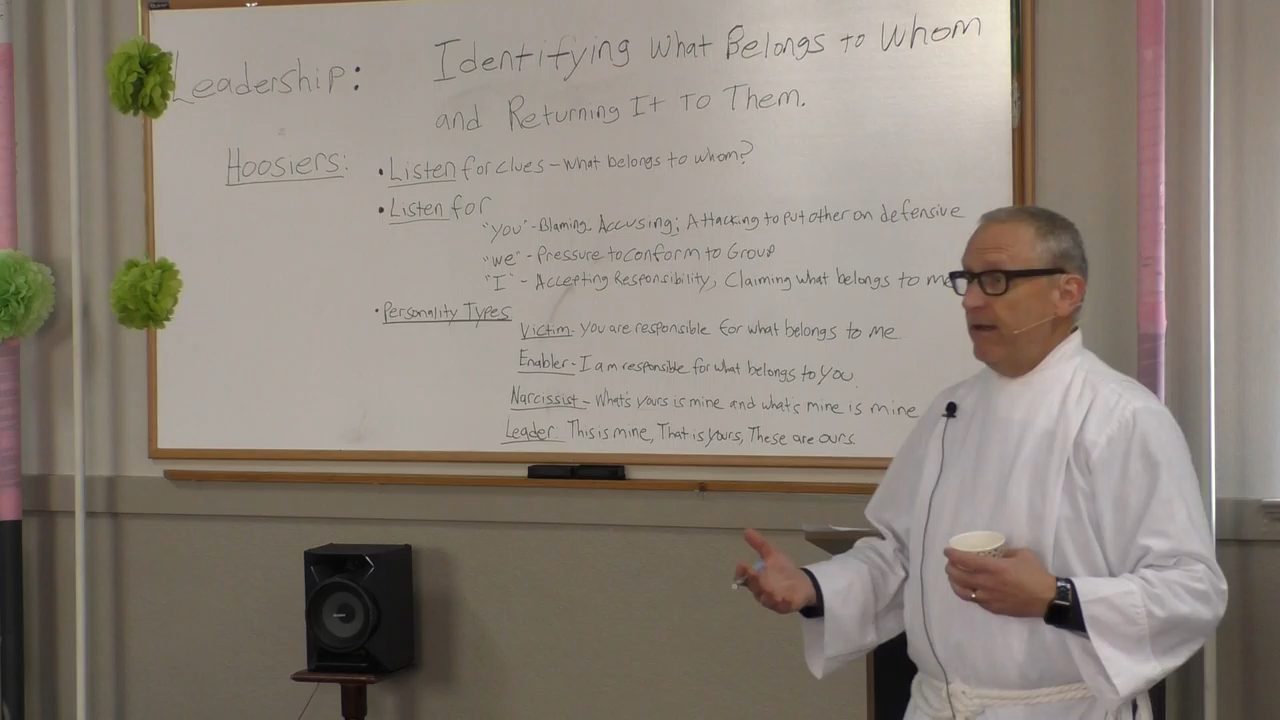 Leadership: Identifying What Belongs to Whom
and Returning It To Them.
Hoosiers: • Listen for clues - What belongs to whom?
• Listen for
"you" - Blaming; Accusing; Attacking to put other on defensive
"we" - Pressure to conform to Group
"I" - Accepting Responsibility; Claiming what belongs to me
• Personality Types
Victim - You are responsible for what belongs to me
Enabler - I am responsible for what belongs to you
Narcissist - What's yours is mine and what's mine is mine
Leader This is mine, That is yours, These are ours.